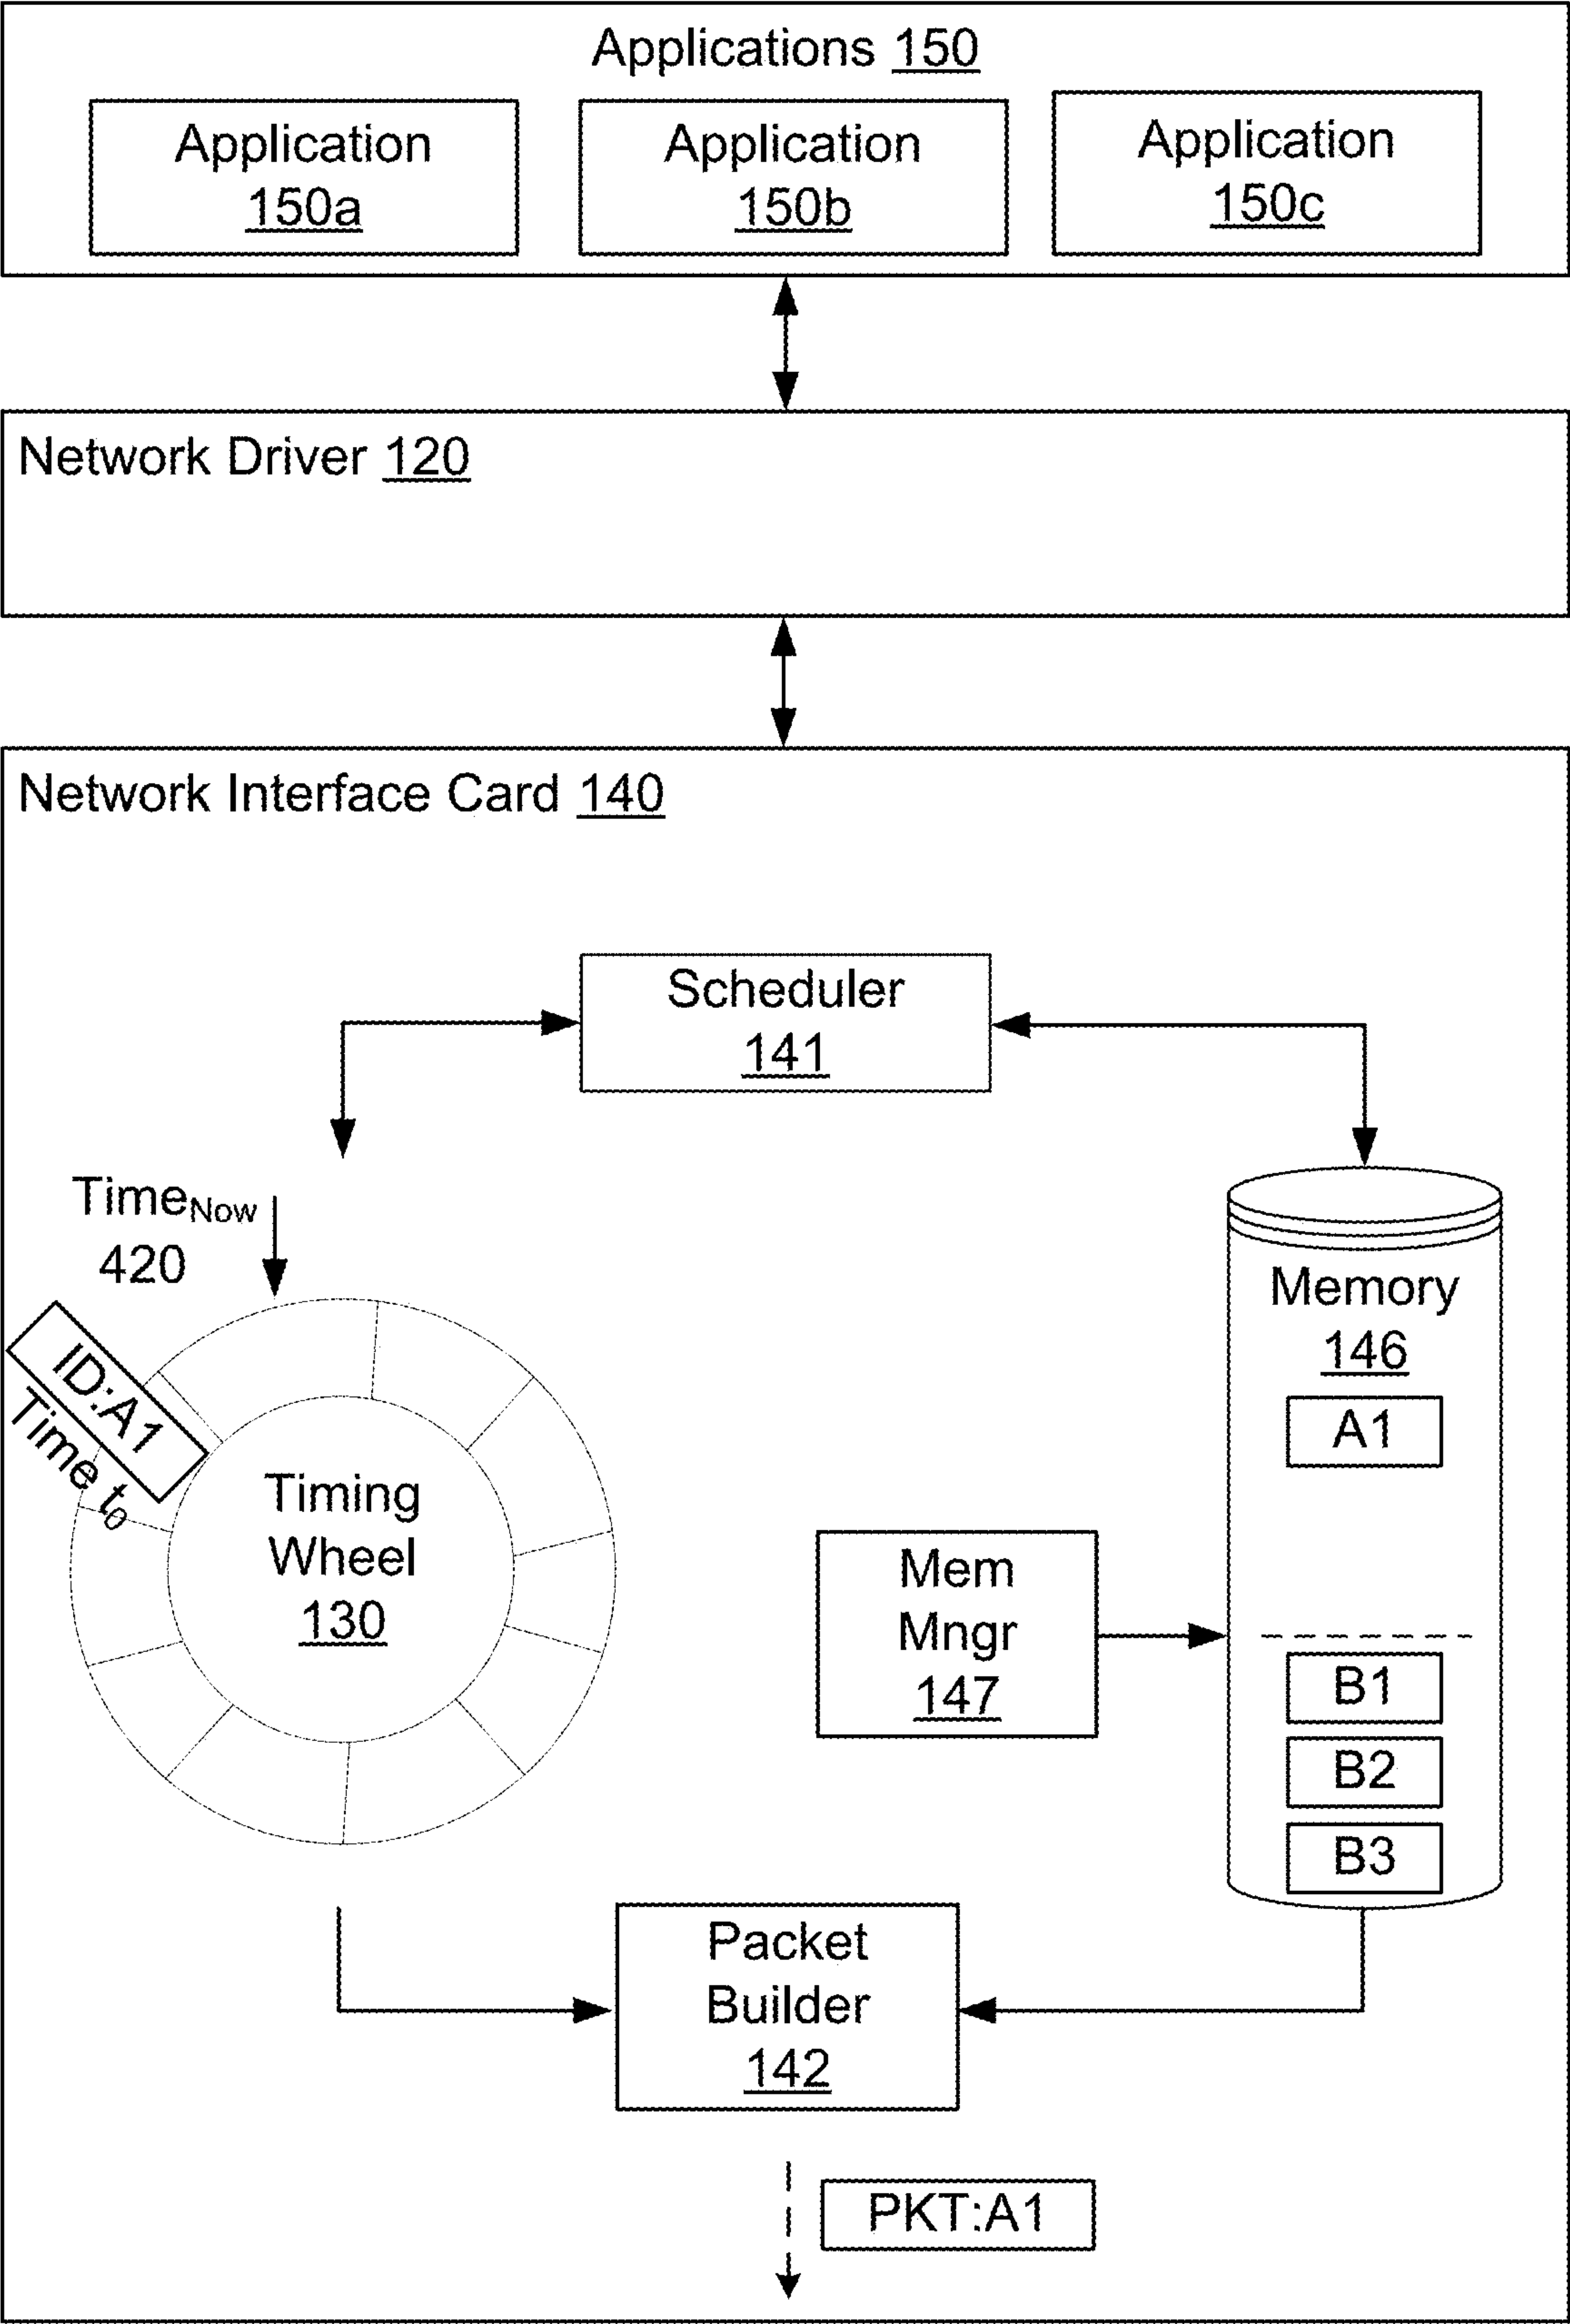 Applications 150
Application
150a
Application
150b
Application
150c
Network Driver 120
Network Interface Card 140
Scheduler
141
TimeNow
420
ID:A1
Time t0
Timing
Wheel
130
Memory
146
A1
Mem
Mngr
147
B1
B2
B3
Packet
Builder
142
PKT:A1